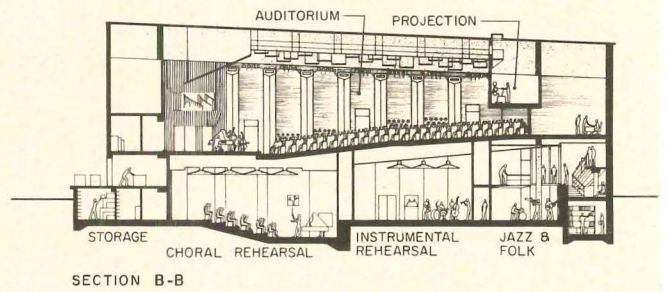 AUDITORIUM
PROJECTION
STORAGE
CHORAL REHEARSAL
INSTRUMENTAL
REHEARSAL
JAZZ &
FOLK
SECTION B-B